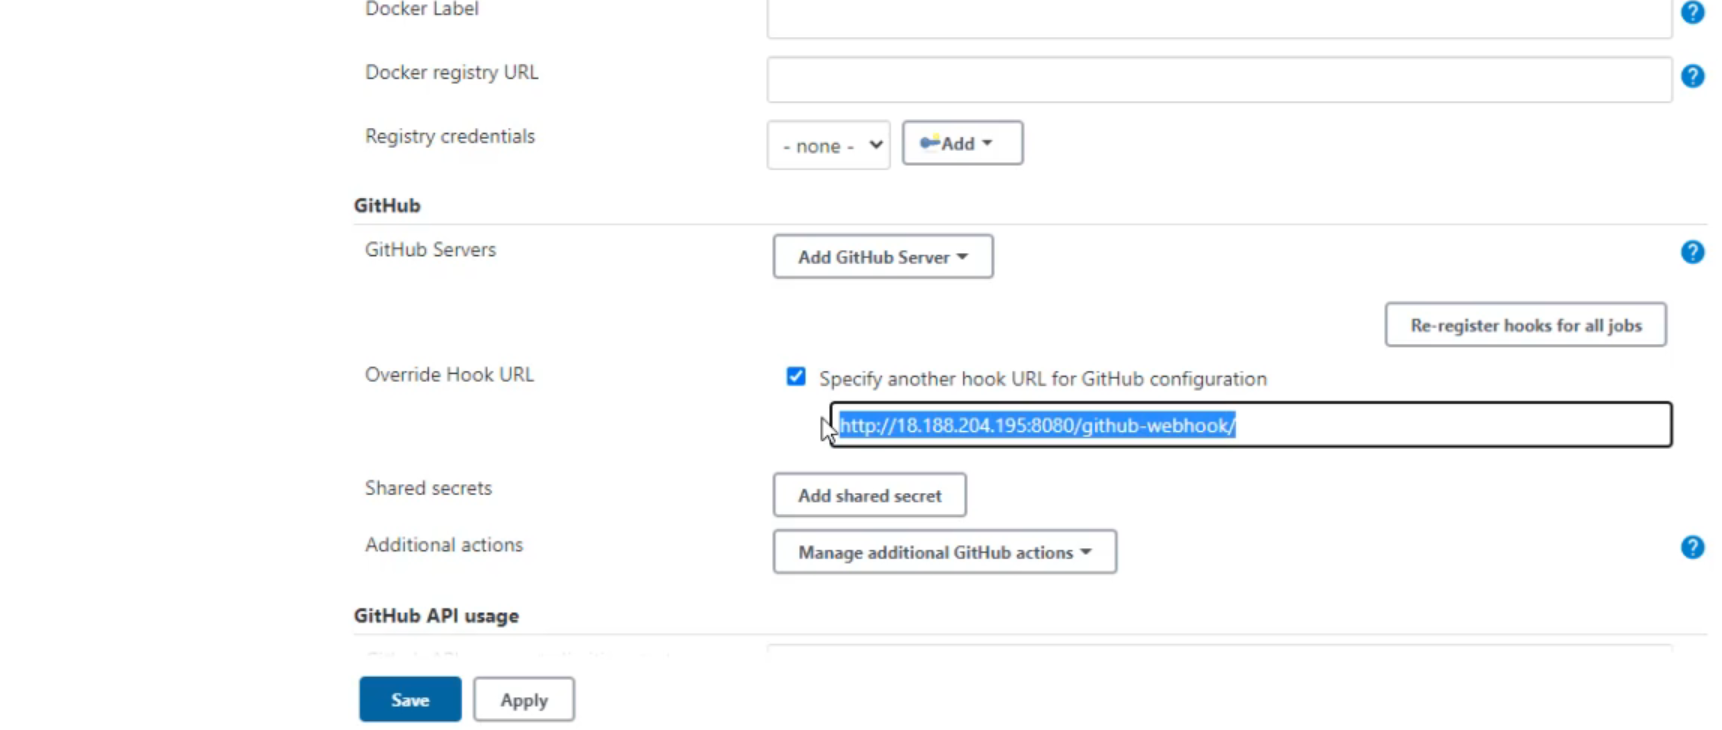 Docker Label
Docker registry URL
Registry credentials
- none -
Add
GitHub
GitHub Servers
Add GitHub Server
Re-register hooks for all jobs
Override Hook URL
Specify another hook URL for GitHub configuration
http://18.188.204.195:8080/github-webhook/
Shared secrets
Add shared secret
Additional actions
Manage additional GitHub actions
GitHub API usage
Save
Apply